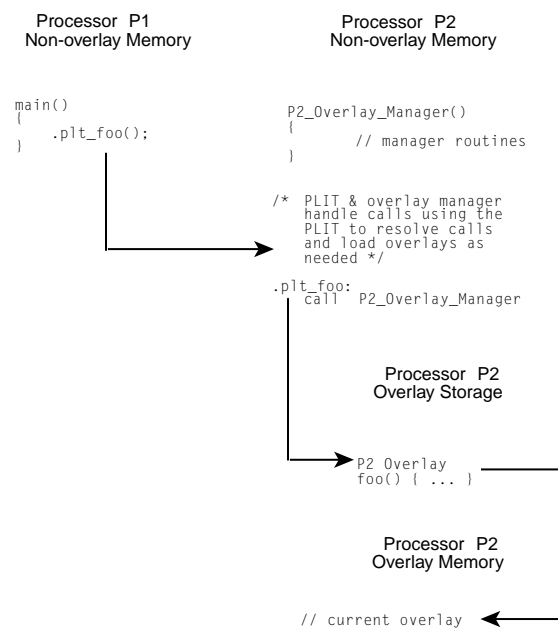 Processor P1
Non-overlay Memory
Processor P2
Non-overlay Memory
main()
{
.plt_foo();
}
P2_Overlay_Manager()
{
// manager routines
}
/* PLIT & overlay manager
handle calls using the
PLIT to resolve calls
and load overlays as
needed */
.plt_foo:
call P2_Overlay_Manager
Processor P2
Overlay Storage
P2 Overlay
foo() { ... }
Processor P2
Overlay Memory
// current overlay